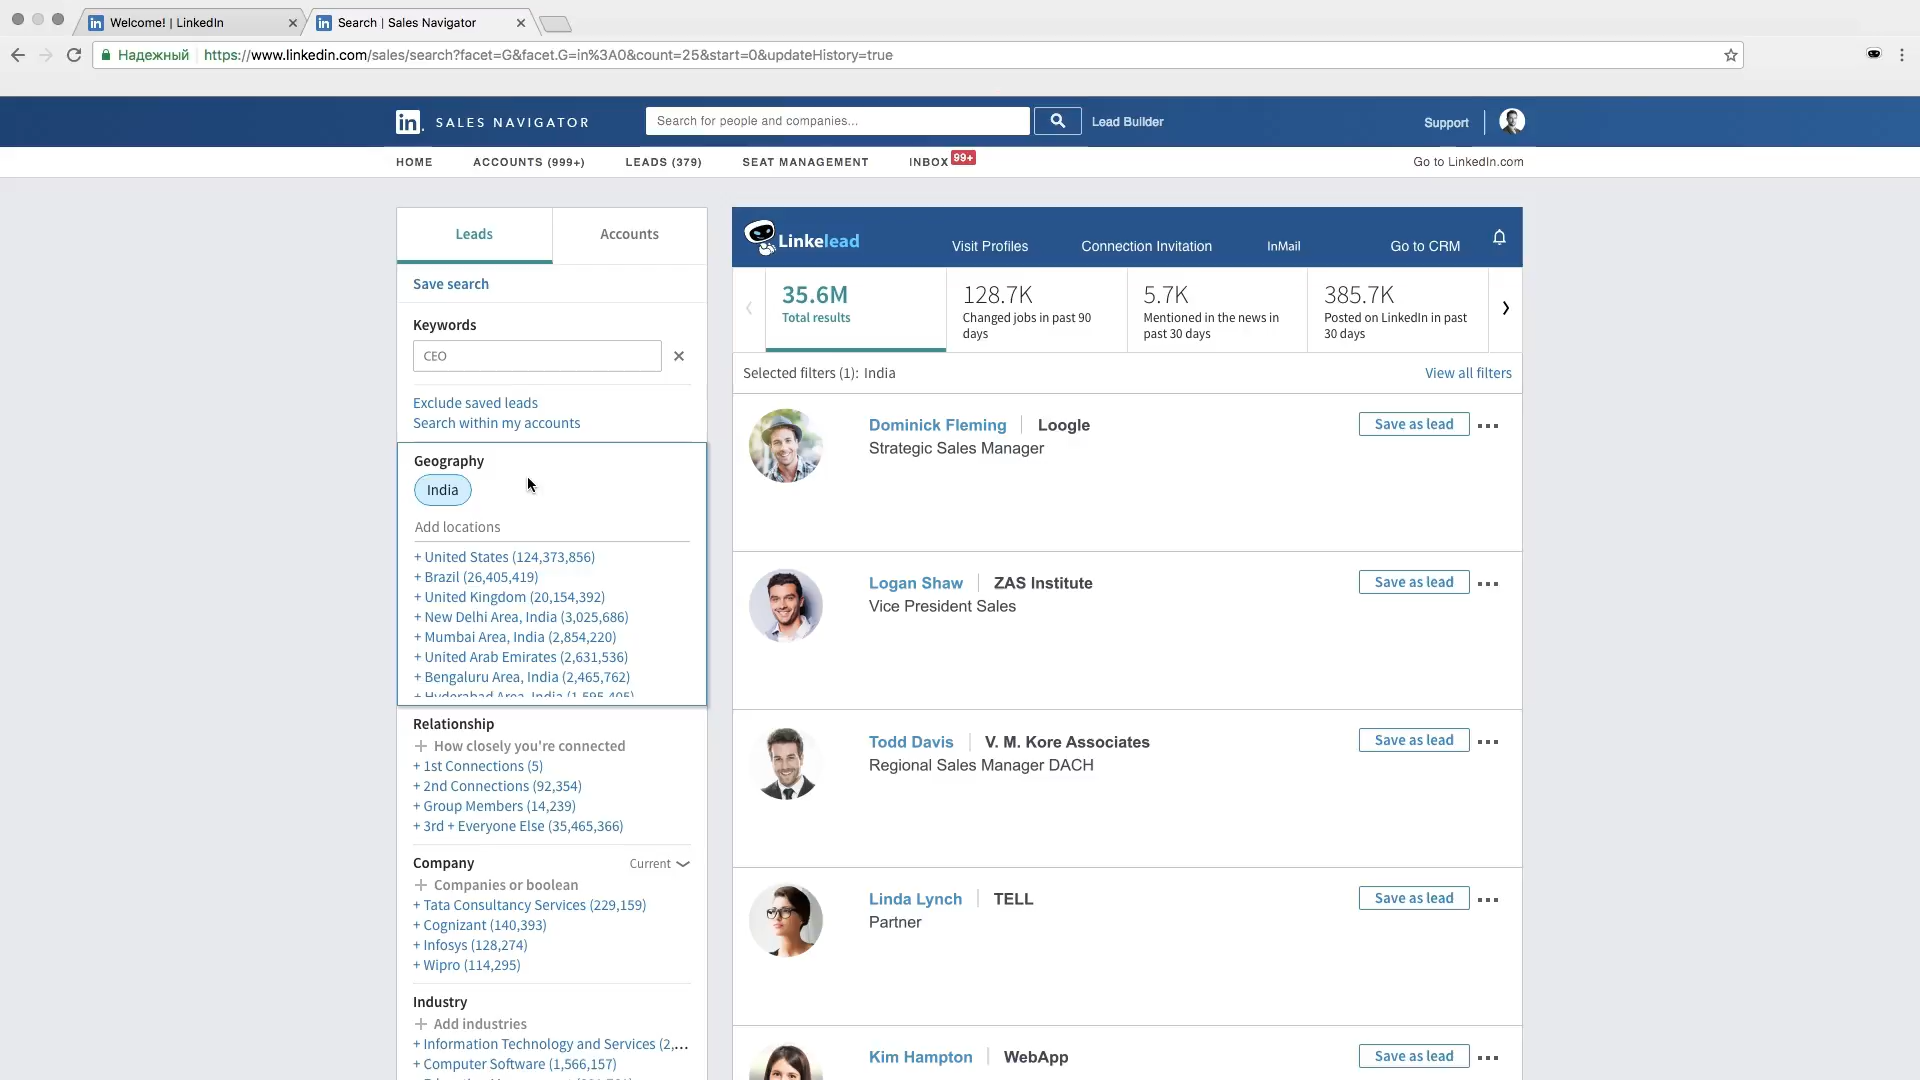 Welcome! | LinkedIn
Search | Sales Navigator
Надежный
https://www.linkedin.com/sales/search?facet=G&facet.G=in%3A0&count=25&start=0&updateHistory=true
in. SALES NAVIGATOR
Search for people and companies...
Lead Builder
Support
HOME
ACCOUNTS (999+)
LEADS (379)
SEAT MANAGEMENT
INBOX 99+
Go to LinkedIn.com
Leads
Accounts
Save search
Keywords
CEO
Exclude saved leads
Search within my accounts
Geography
India
Add locations
+ United States (124,373,856)
+ Brazil (26,405,419)
+ United Kingdom (20,154,392)
+ New Delhi Area, India (3,025,686)
+ Mumbai Area, India (2,854,220)
+ United Arab Emirates (2,631,536)
+ Bengaluru Area, India (2,465,762)
+ Hyderabad Area, India (1,595,405)
Relationship
+ How closely you're connected
+ 1st Connections (5)
+ 2nd Connections (92,354)
+ Group Members (14,239)
+ 3rd + Everyone Else (35,465,366)
Company
Current
+ Companies or boolean
+ Tata Consultancy Services (229,159)
+ Cognizant (140,393)
+ Infosys (128,274)
+ Wipro (114,295)
Industry
+ Add industries
+ Information Technology and Services (2,...
+ Computer Software (1,566,157)
Linkelead
Visit Profiles
Connection Invitation
InMail
Go to CRM
35.6M
Total results
128.7K
Changed jobs in past 90
days
5.7K
Mentioned in the news in
past 30 days
385.7K
Posted on LinkedIn in past
30 days
Selected filters (1): India
View all filters
Dominick Fleming | Loogle
Strategic Sales Manager
Save as lead
Logan Shaw | ZAS Institute
Vice President Sales
Save as lead
Todd Davis | V. M. Kore Associates
Regional Sales Manager DACH
Save as lead
Linda Lynch | TELL
Partner
Save as lead
Kim Hampton | WebApp
Save as lead